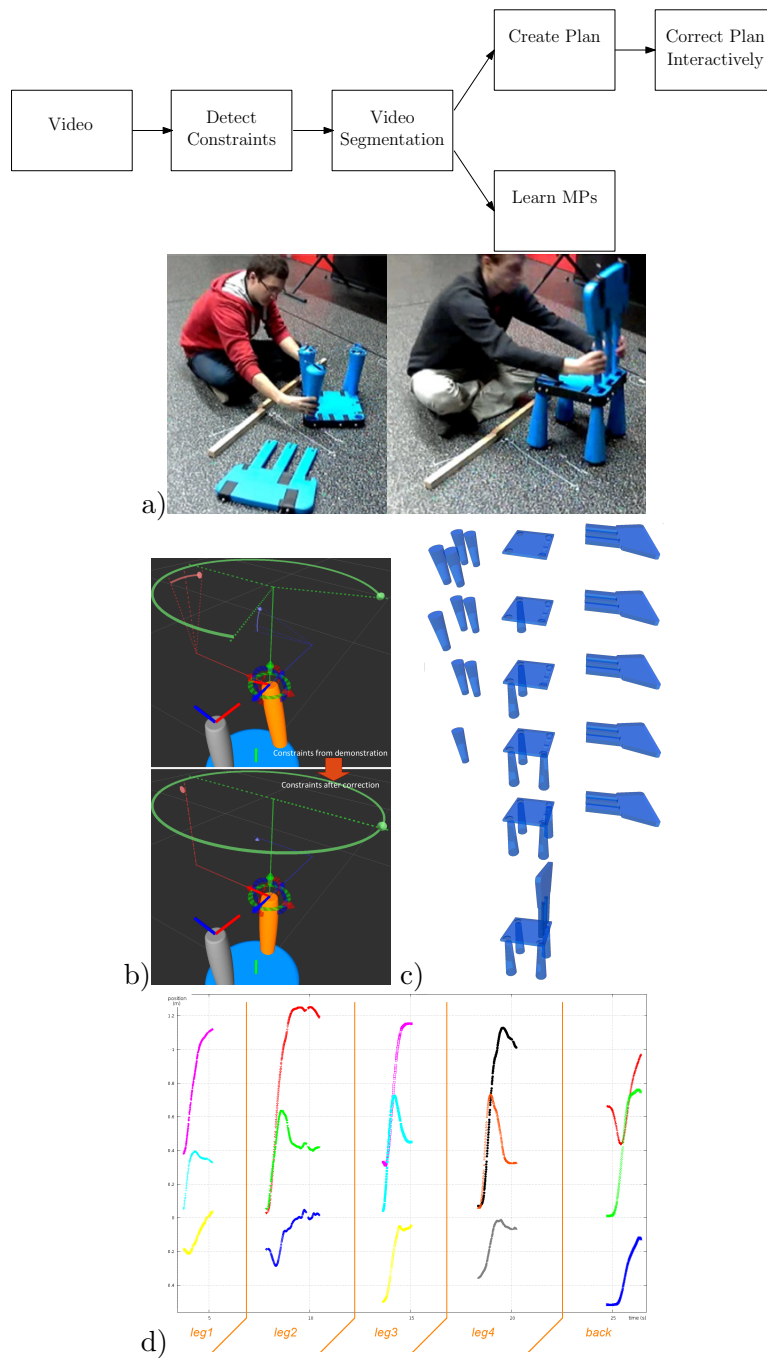 Create Plan
Correct Plan
Interactively
Video
Detect
Constraints
Video
Segmentation
Learn MPs
a)
Constraints from demonstration
Constraints after correction
b)
c)
position
(m)
1.2
1
0.8
0.6
0.4
0.2
0
0.2
0.4
5
10
15
20
25
time (s)
leg1
leg2
leg3
leg4
back
d)